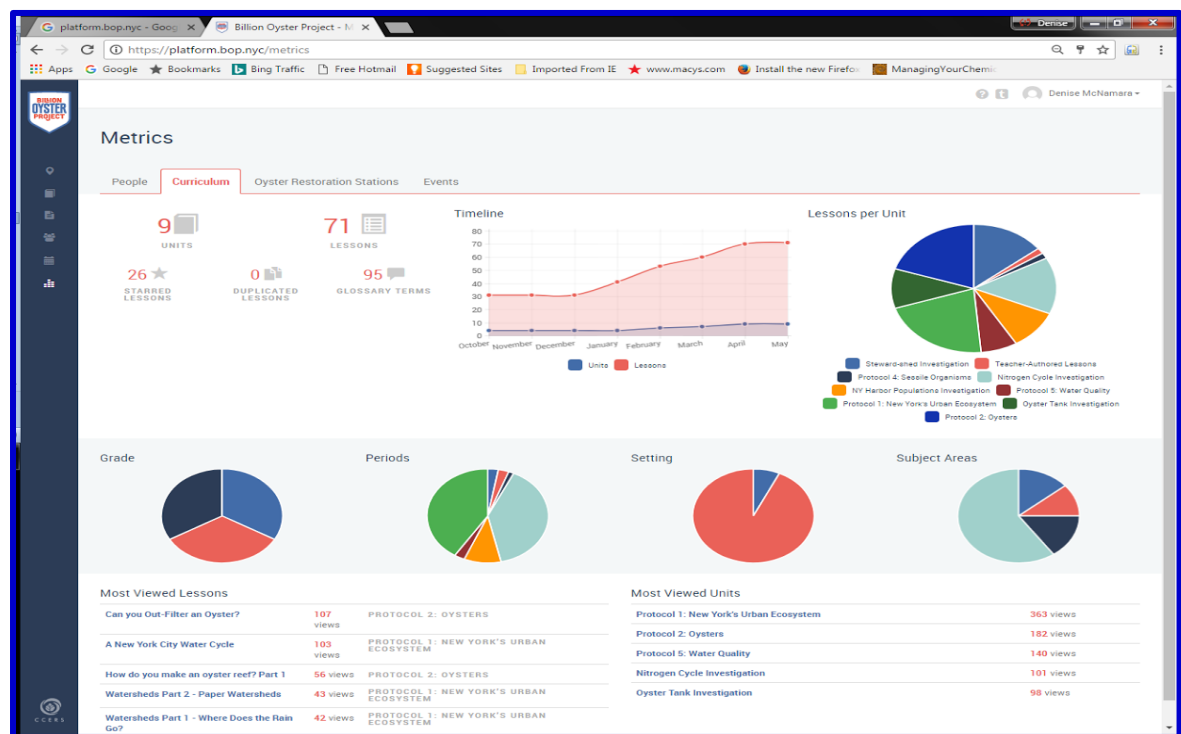 platform.bop.nyc - Goog
Billion Oyster Project - M
Denise
https://platform.bop.nyc/metrics
Apps Google Bookmarks Bing Traffic Free Hotmail Suggested Sites Imported From IE www.macys.com Install the new Firefo ManagingYourChemi
BILLION
OYSTER
PROJECT
Denise McNamara
Metrics
People Curriculum Oyster Restoration Stations Events
9
UNITS
71
LESSONS
26
STARRED
LESSONS
0
DUPLICATED
LESSONS
95
GLOSSARY TERMS
Timeline
80
70
60
50
40
30
20
10
0
October November December January February March April May
Units Lessons
Lessons per Unit
Steward-shed Investigation Teacher-Authored Lessons
Protocol 4: Sessile Organisms Nitrogen Cycle Investigation
NY Harbor Populations Investigation Protocol 5: Water Quality
Protocol 1: New York's Urban Ecosystem Oyster Tank Investigation
Protocol 2: Oysters
Grade Periods Setting Subject Areas
Most Viewed Lessons
Can you Out-Filter an Oyster? 107 views PROTOCOL 2: OYSTERS
A New York City Water Cycle 103 views PROTOCOL 1: NEW YORK'S URBAN ECOSYSTEM
How do you make an oyster reef? Part 1 56 views PROTOCOL 2: OYSTERS
Watersheds Part 2 - Paper Watersheds 43 views PROTOCOL 1: NEW YORK'S URBAN ECOSYSTEM
Watersheds Part 1 - Where Does the Rain Go? 42 views PROTOCOL 1: NEW YORK'S URBAN ECOSYSTEM
Most Viewed Units
Protocol 1: New York's Urban Ecosystem 363 views
Protocol 2: Oysters 182 views
Protocol 5: Water Quality 140 views
Nitrogen Cycle Investigation 101 views
Oyster Tank Investigation 98 views
CCERS